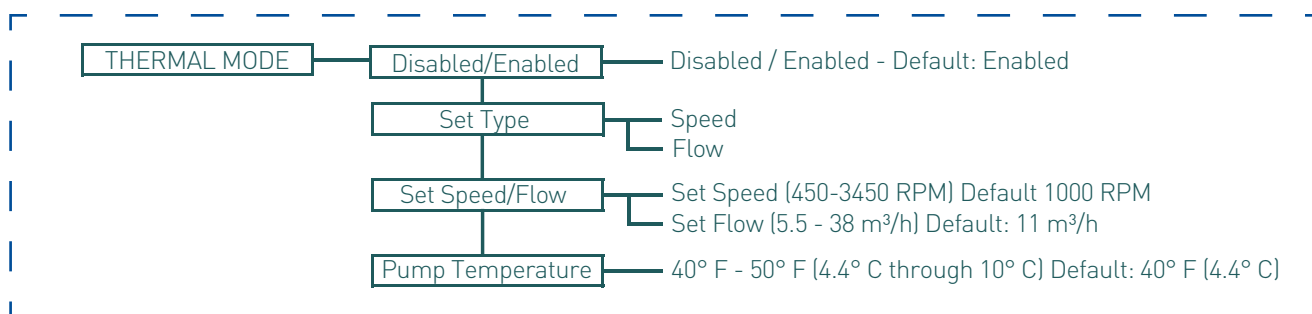 THERMAL MODE
Disabled/Enabled
Disabled / Enabled - Default: Enabled
Set Type
Speed
Flow
Set Speed/Flow
Set Speed (450-3450 RPM) Default 1000 RPM
Set Flow (5.5 - 38 m³/h) Default: 11 m³/h
Pump Temperature
40° F - 50° F (4.4° C through 10° C) Default: 40° F (4.4° C)